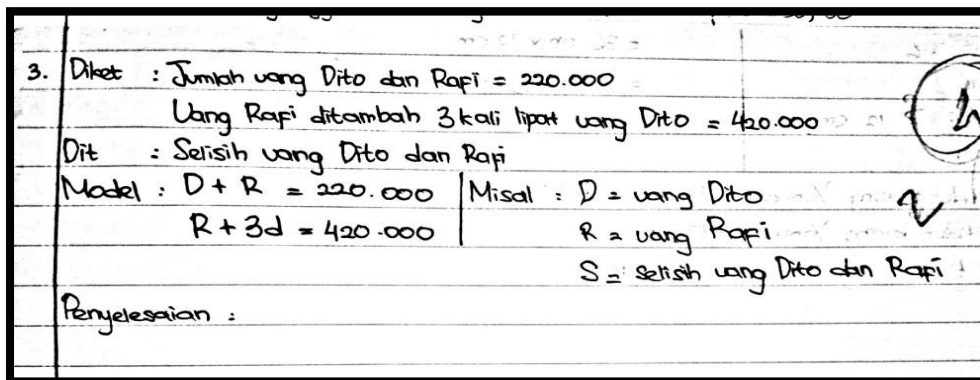 3. Diket : Jumlah uang Dito dan Rafi = 220.000
Uang Rafi ditambah 3 kali lipat uang Dito = 420.000
Dit : Selisih uang Dito dan Rafi
Model : D + R = 220.000 | Misal : D = uang Dito
R + 3d = 420.000 R = uang Rafi
S = Selisih uang Dito dan Rafi
Penyelesaian :